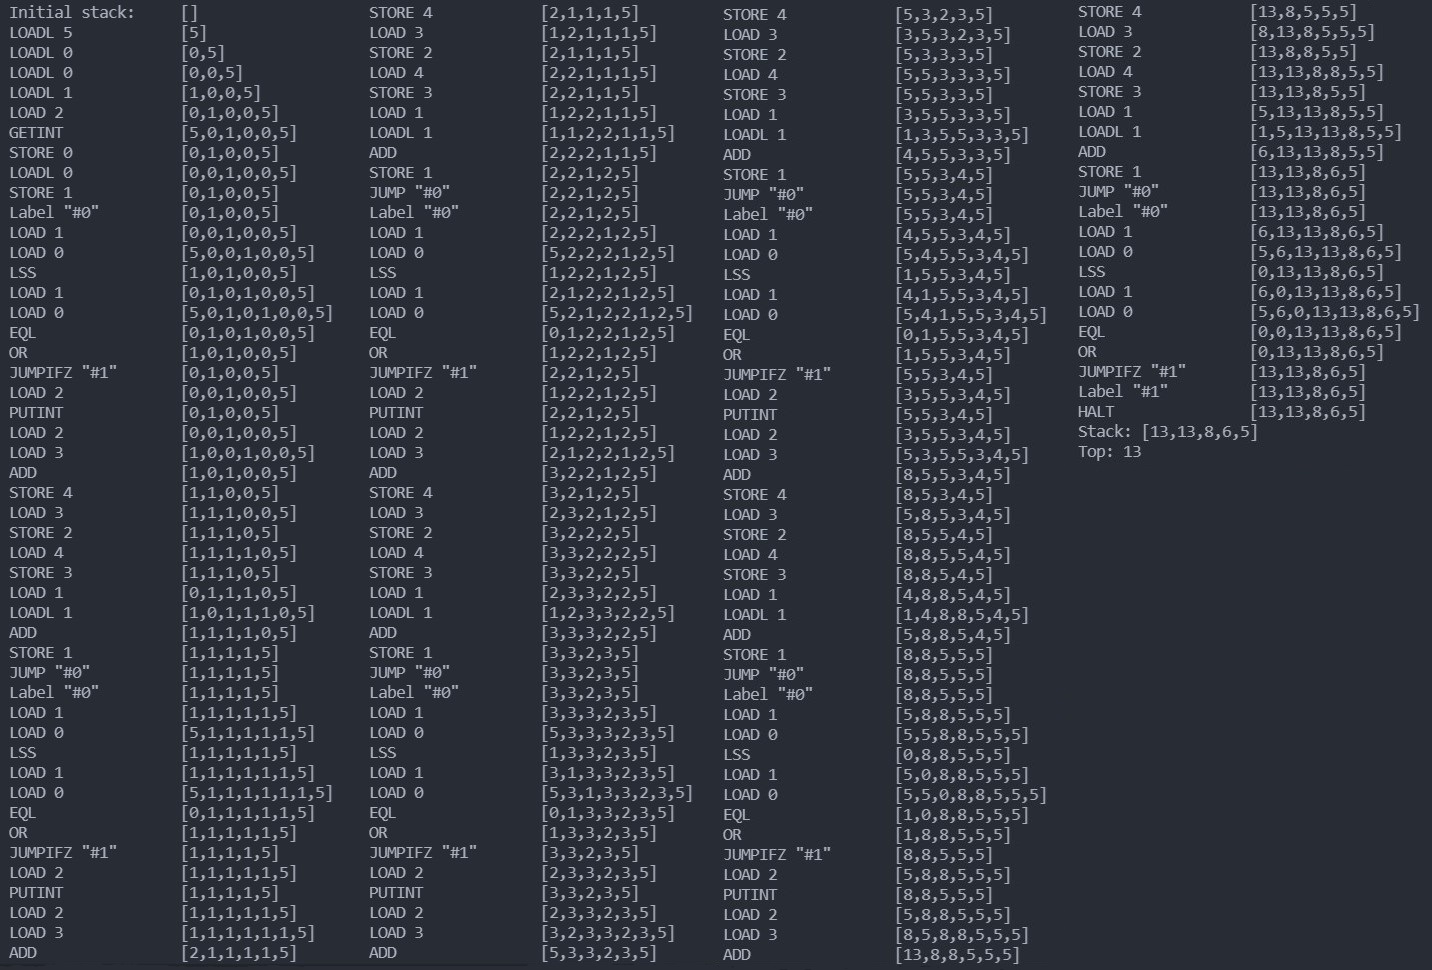 Initial stack: []
LOADL 5 [5]
LOADL 0 [0,5]
LOADL 0 [0,0,5]
LOADL 1 [1,0,0,5]
LOAD 2 [0,1,0,0,5]
GETINT [5,0,1,0,0,5]
STORE 0 [0,1,0,0,5]
LOADL 0 [0,0,1,0,0,5]
STORE 1 [0,1,0,0,5]
Label "#0" [0,1,0,0,5]
LOAD 1 [0,0,1,0,0,5]
LOAD 0 [5,0,0,1,0,0,5]
LSS [1,0,1,0,0,5]
LOAD 1 [0,1,0,1,0,0,5]
LOAD 0 [5,0,1,0,1,0,0,5]
EQL [0,1,0,1,0,0,5]
OR [1,0,1,0,0,5]
JUMPIFZ "#1" [0,1,0,0,5]
LOAD 2 [0,0,1,0,0,5]
PUTINT [0,1,0,0,5]
LOAD 2 [0,0,1,0,0,5]
LOAD 3 [1,0,0,1,0,0,5]
ADD [1,0,1,0,0,5]
STORE 4 [1,1,0,0,5]
LOAD 3 [1,1,1,0,0,5]
STORE 2 [1,1,1,0,5]
LOAD 4 [1,1,1,1,0,5]
STORE 3 [1,1,1,0,5]
LOAD 1 [0,1,1,1,0,5]
LOADL 1 [1,0,1,1,1,0,5]
ADD [1,1,1,1,0,5]
STORE 1 [1,1,1,1,5]
JUMP "#0" [1,1,1,1,5]
Label "#0" [1,1,1,1,5]
LOAD 1 [1,1,1,1,1,5]
LOAD 0 [5,1,1,1,1,1,5]
LSS [1,1,1,1,1,5]
LOAD 1 [1,1,1,1,1,1,5]
LOAD 0 [5,1,1,1,1,1,1,5]
EQL [0,1,1,1,1,1,5]
OR [1,1,1,1,1,5]
JUMPIFZ "#1" [1,1,1,1,5]
LOAD 2 [1,1,1,1,1,5]
PUTINT [1,1,1,1,5]
LOAD 2 [1,1,1,1,1,5]
LOAD 3 [1,1,1,1,1,1,5]
ADD [2,1,1,1,1,5]
STORE 4 [2,1,1,1,5]
LOAD 3 [1,2,1,1,1,5]
STORE 2 [2,1,1,1,5]
LOAD 4 [2,2,1,1,1,5]
STORE 3 [2,2,1,1,5]
LOAD 1 [1,2,2,1,1,5]
LOADL 1 [1,1,2,2,1,1,5]
ADD [2,2,2,1,1,5]
STORE 1 [2,2,1,2,5]
JUMP "#0" [2,2,1,2,5]
Label "#0" [2,2,1,2,5]
LOAD 1 [2,2,2,1,2,5]
LOAD 0 [5,2,2,2,1,2,5]
LSS [1,2,2,1,2,5]
LOAD 1 [2,1,2,2,1,2,5]
LOAD 0 [5,2,1,2,2,1,2,5]
EQL [0,1,2,2,1,2,5]
OR [1,2,2,1,2,5]
JUMPIFZ "#1" [2,2,1,2,5]
LOAD 2 [1,2,2,1,2,5]
PUTINT [2,2,1,2,5]
LOAD 2 [1,2,2,1,2,5]
LOAD 3 [2,1,2,2,1,2,5]
ADD [3,2,2,1,2,5]
STORE 4 [3,2,1,2,5]
LOAD 3 [2,3,2,1,2,5]
STORE 2 [3,2,2,2,5]
LOAD 4 [3,3,2,2,2,5]
STORE 3 [3,3,2,2,5]
LOAD 1 [2,3,3,2,2,5]
LOADL 1 [1,2,3,3,2,2,5]
ADD [3,3,3,2,2,5]
STORE 1 [3,3,2,3,5]
JUMP "#0" [3,3,2,3,5]
Label "#0" [3,3,2,3,5]
LOAD 1 [3,3,3,2,3,5]
LOAD 0 [5,3,3,3,2,3,5]
LSS [1,3,3,2,3,5]
LOAD 1 [3,1,3,3,2,3,5]
LOAD 0 [5,3,1,3,3,2,3,5]
EQL [0,1,3,3,2,3,5]
OR [1,3,3,2,3,5]
JUMPIFZ "#1" [3,3,2,3,5]
LOAD 2 [2,3,3,2,3,5]
PUTINT [3,3,2,3,5]
LOAD 2 [2,3,3,2,3,5]
LOAD 3 [3,2,3,3,2,3,5]
ADD [5,3,3,2,3,5]
STORE 4 [5,3,2,3,5]
LOAD 3 [3,5,3,2,3,5]
STORE 2 [5,3,3,3,5]
LOAD 4 [5,5,3,3,3,5]
STORE 3 [5,5,3,3,5]
LOAD 1 [3,5,5,3,3,5]
LOADL 1 [1,3,5,5,3,3,5]
ADD [4,5,5,3,3,5]
STORE 1 [5,5,3,4,5]
JUMP "#0" [5,5,3,4,5]
Label "#0" [5,5,3,4,5]
LOAD 1 [4,5,5,3,4,5]
LOAD 0 [5,4,5,5,3,4,5]
LSS [1,5,5,3,4,5]
LOAD 1 [4,1,5,5,3,4,5]
LOAD 0 [5,4,1,5,5,3,4,5]
EQL [0,1,5,5,3,4,5]
OR [1,5,5,3,4,5]
JUMPIFZ "#1" [5,5,3,4,5]
LOAD 2 [3,5,5,3,4,5]
PUTINT [5,5,3,4,5]
LOAD 2 [3,5,5,3,4,5]
LOAD 3 [5,3,5,5,3,4,5]
ADD [8,5,5,3,4,5]
STORE 4 [8,5,3,4,5]
LOAD 3 [5,8,5,3,4,5]
STORE 2 [8,5,5,4,5]
LOAD 4 [8,8,5,5,4,5]
STORE 3 [8,8,5,4,5]
LOAD 1 [4,8,8,5,4,5]
LOADL 1 [1,4,8,8,5,4,5]
ADD [5,8,8,5,4,5]
STORE 1 [8,8,5,5,5]
JUMP "#0" [8,8,5,5,5]
Label "#0" [8,8,5,5,5]
LOAD 1 [5,8,8,5,5,5]
LOAD 0 [5,5,8,8,5,5,5]
LSS [0,8,8,5,5,5]
LOAD 1 [5,0,8,8,5,5,5]
LOAD 0 [5,5,0,8,8,5,5,5]
EQL [1,0,8,8,5,5,5]
OR [1,8,8,5,5,5]
JUMPIFZ "#1" [8,8,5,5,5]
LOAD 2 [5,8,8,5,5,5]
PUTINT [8,8,5,5,5]
LOAD 2 [5,8,8,5,5,5]
LOAD 3 [8,5,8,8,5,5,5]
ADD [13,8,8,5,5,5]
STORE 4 [13,8,5,5,5]
LOAD 3 [8,13,8,5,5,5]
STORE 2 [13,8,8,5,5]
LOAD 4 [13,13,8,8,5,5]
STORE 3 [13,13,8,5,5]
LOAD 1 [5,13,13,8,5,5]
LOADL 1 [1,5,13,13,8,5,5]
ADD [6,13,13,8,5,5]
STORE 1 [13,13,8,6,5]
JUMP "#0" [13,13,8,6,5]
Label "#0" [13,13,8,6,5]
LOAD 1 [6,13,13,8,6,5]
LOAD 0 [5,6,13,13,8,6,5]
LSS [0,13,13,8,6,5]
LOAD 1 [6,0,13,13,8,6,5]
LOAD 0 [5,6,0,13,13,8,6,5]
EQL [0,0,13,13,8,6,5]
OR [0,13,13,8,6,5]
JUMPIFZ "#1" [13,13,8,6,5]
Label "#1" [13,13,8,6,5]
HALT [13,13,8,6,5]
Stack: [13,13,8,6,5]
Top: 13